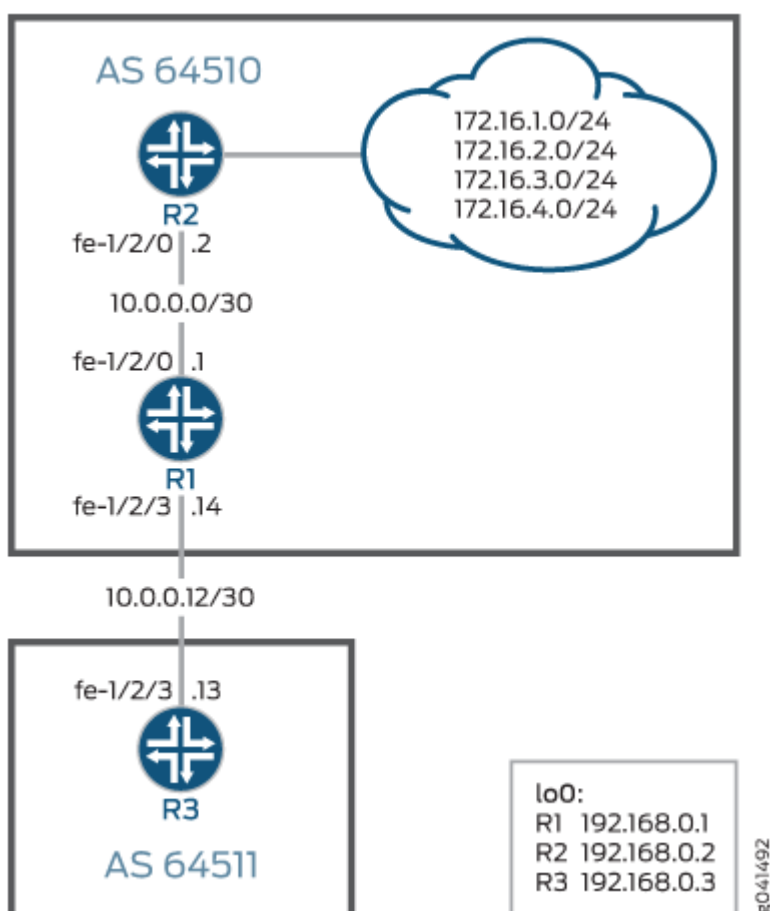 AS 64510
172.16.1.0/24
172.16.2.0/24
172.16.3.0/24
172.16.4.0/24
R2
fe-1/2/0 .2
10.0.0.0/30
fe-1/2/0 .1
R1
fe-1/2/3 .14
10.0.0.12/30
fe-1/2/3 .13
R3
AS 64511
lo0:
R1 192.168.0.1
R2 192.168.0.2
R3 192.168.0.3
g041492